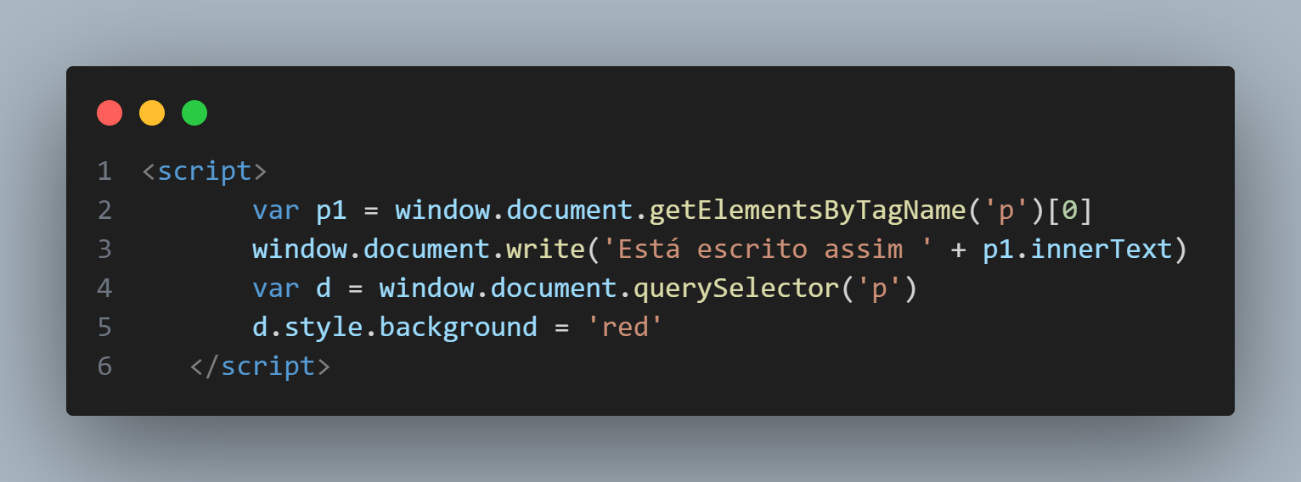 1 <script>
2 var p1 = window.document.getElementsByTagName('p')[0]
3 window.document.write('Está escrito assim ' + p1.innerText)
4 var d = window.document.querySelector('p')
5 d.style.background = 'red'
6 </script>